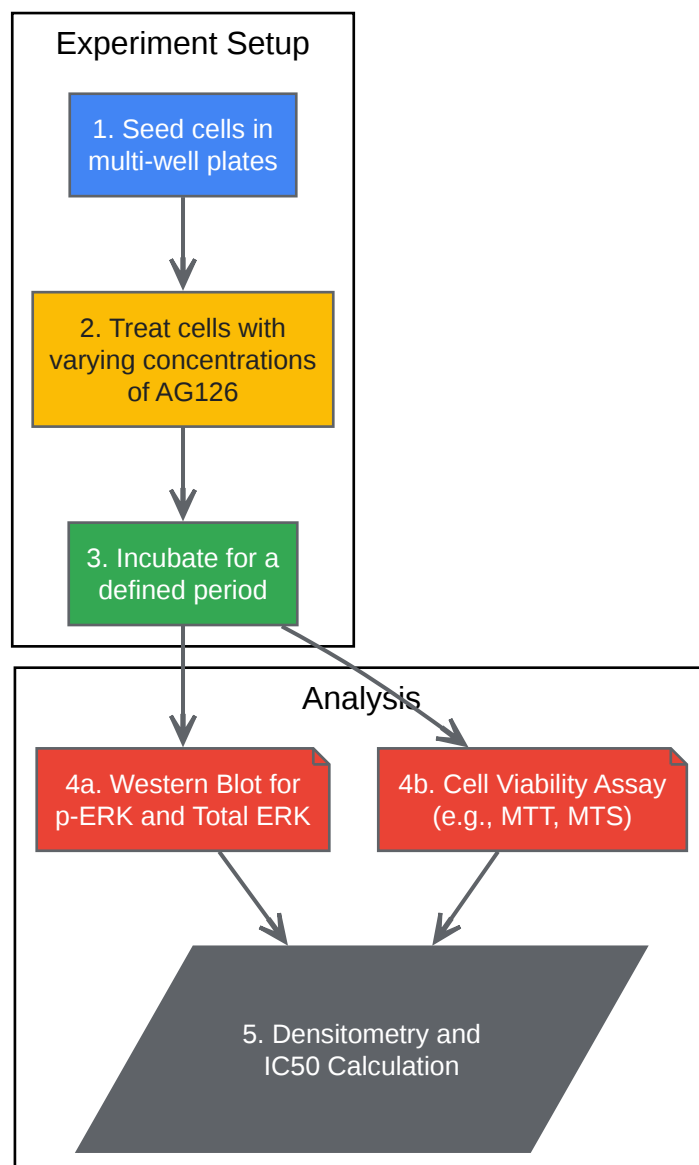 Experiment Setup
1. Seed cells in
multi-well plates
2. Treat cells with
varying concentrations
of AG126
3. Incubate for a
defined period
Analysis
4a. Western Blot for
p-ERK and Total ERK
4b. Cell Viability Assay
(e.g., MTT, MTS)
5. Densitometry and
IC50 Calculation